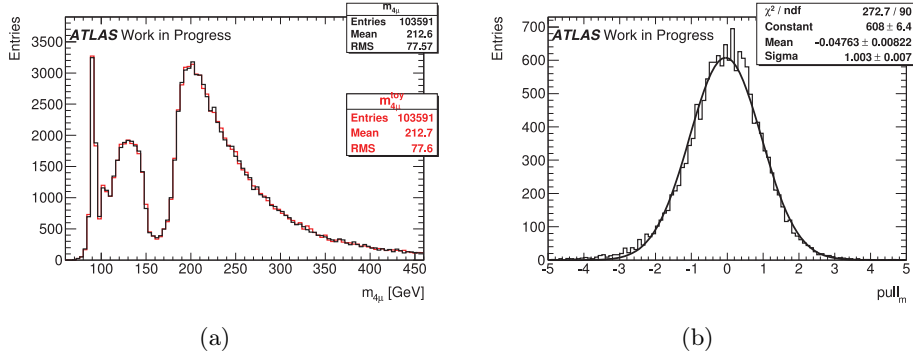 m4μ
Entries 103591
Mean 212.6
RMS 77.57
ATLAS Work in Progress
m4μ^toy
Entries 103591
Mean 212.7
RMS 77.6
Entries
3500
3000
2500
2000
1500
1000
500
0
100 150 200 250 300 350 400 450
m4μ [GeV]
(a)
χ² / ndf 272.7 / 90
Constant 608 ± 6.4
Mean -0.04763 ± 0.00822
Sigma 1.003 ± 0.007
ATLAS Work in Progress
Entries
700
600
500
400
300
200
100
0
-5 -4 -3 -2 -1 0 1 2 3 4 5
pull_m
(b)